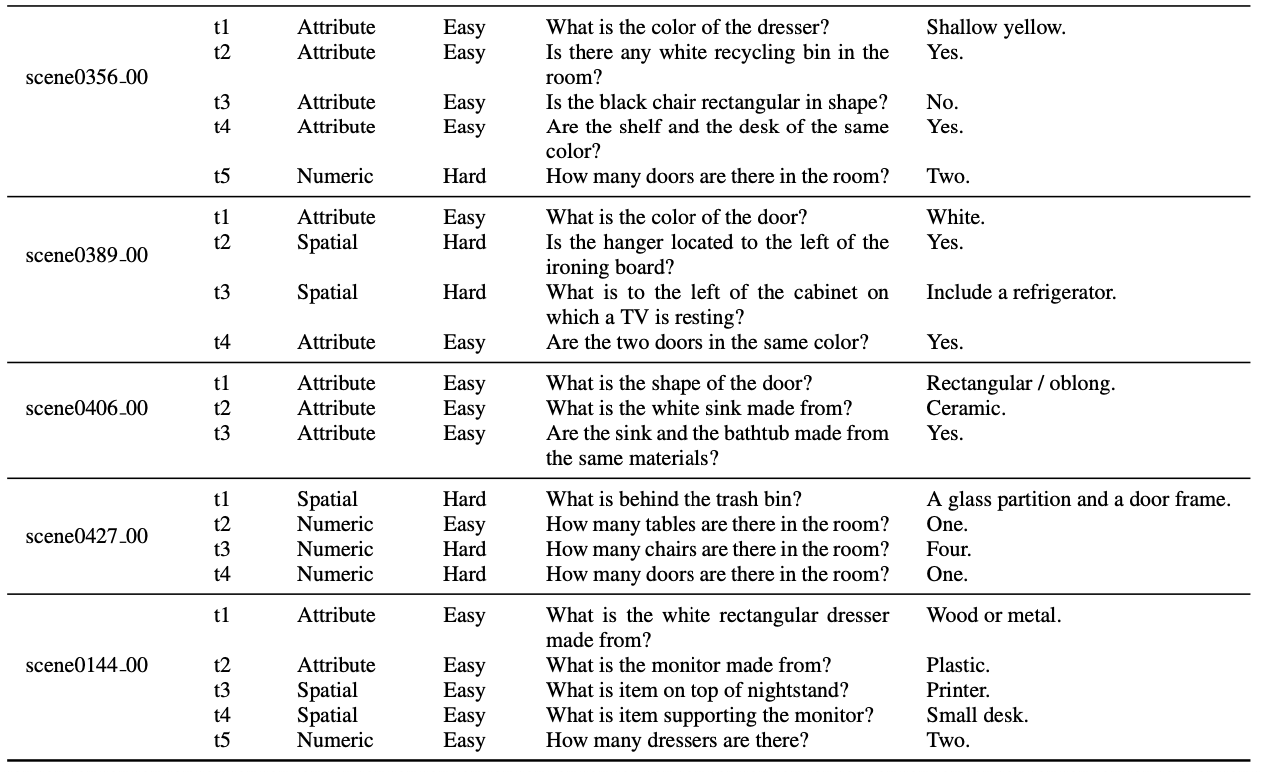 t1 Attribute Easy What is the color of the dresser? Shallow yellow.
t2 Attribute Easy Is there any white recycling bin in the Yes.
scene0356_00 room?
t3 Attribute Easy Is the black chair rectangular in shape? No.
t4 Attribute Easy Are the shelf and the desk of the same Yes.
color?
t5 Numeric Hard How many doors are there in the room? Two.
t1 Attribute Easy What is the color of the door? White.
t2 Spatial Hard Is the hanger located to the left of the Yes.
scene0389_00 ironing board?
t3 Spatial Hard What is to the left of the cabinet on Include a refrigerator.
which a TV is resting?
t4 Attribute Easy Are the two doors in the same color? Yes.
t1 Attribute Easy What is the shape of the door? Rectangular / oblong.
scene0406_00 t2 Attribute Easy What is the white sink made from? Ceramic.
t3 Attribute Easy Are the sink and the bathtub made from Yes.
the same materials?
t1 Spatial Hard What is behind the trash bin? A glass partition and a door frame.
scene0427_00 t2 Numeric Easy How many tables are there in the room? One.
t3 Numeric Hard How many chairs are there in the room? Four.
t4 Numeric Hard How many doors are there in the room? One.
t1 Attribute Easy What is the white rectangular dresser Wood or metal.
made from?
scene0144_00 t2 Attribute Easy What is the monitor made from? Plastic.
t3 Spatial Easy What is item on top of nightstand? Printer.
t4 Spatial Easy What is item supporting the monitor? Small desk.
t5 Numeric Easy How many dressers are there? Two.